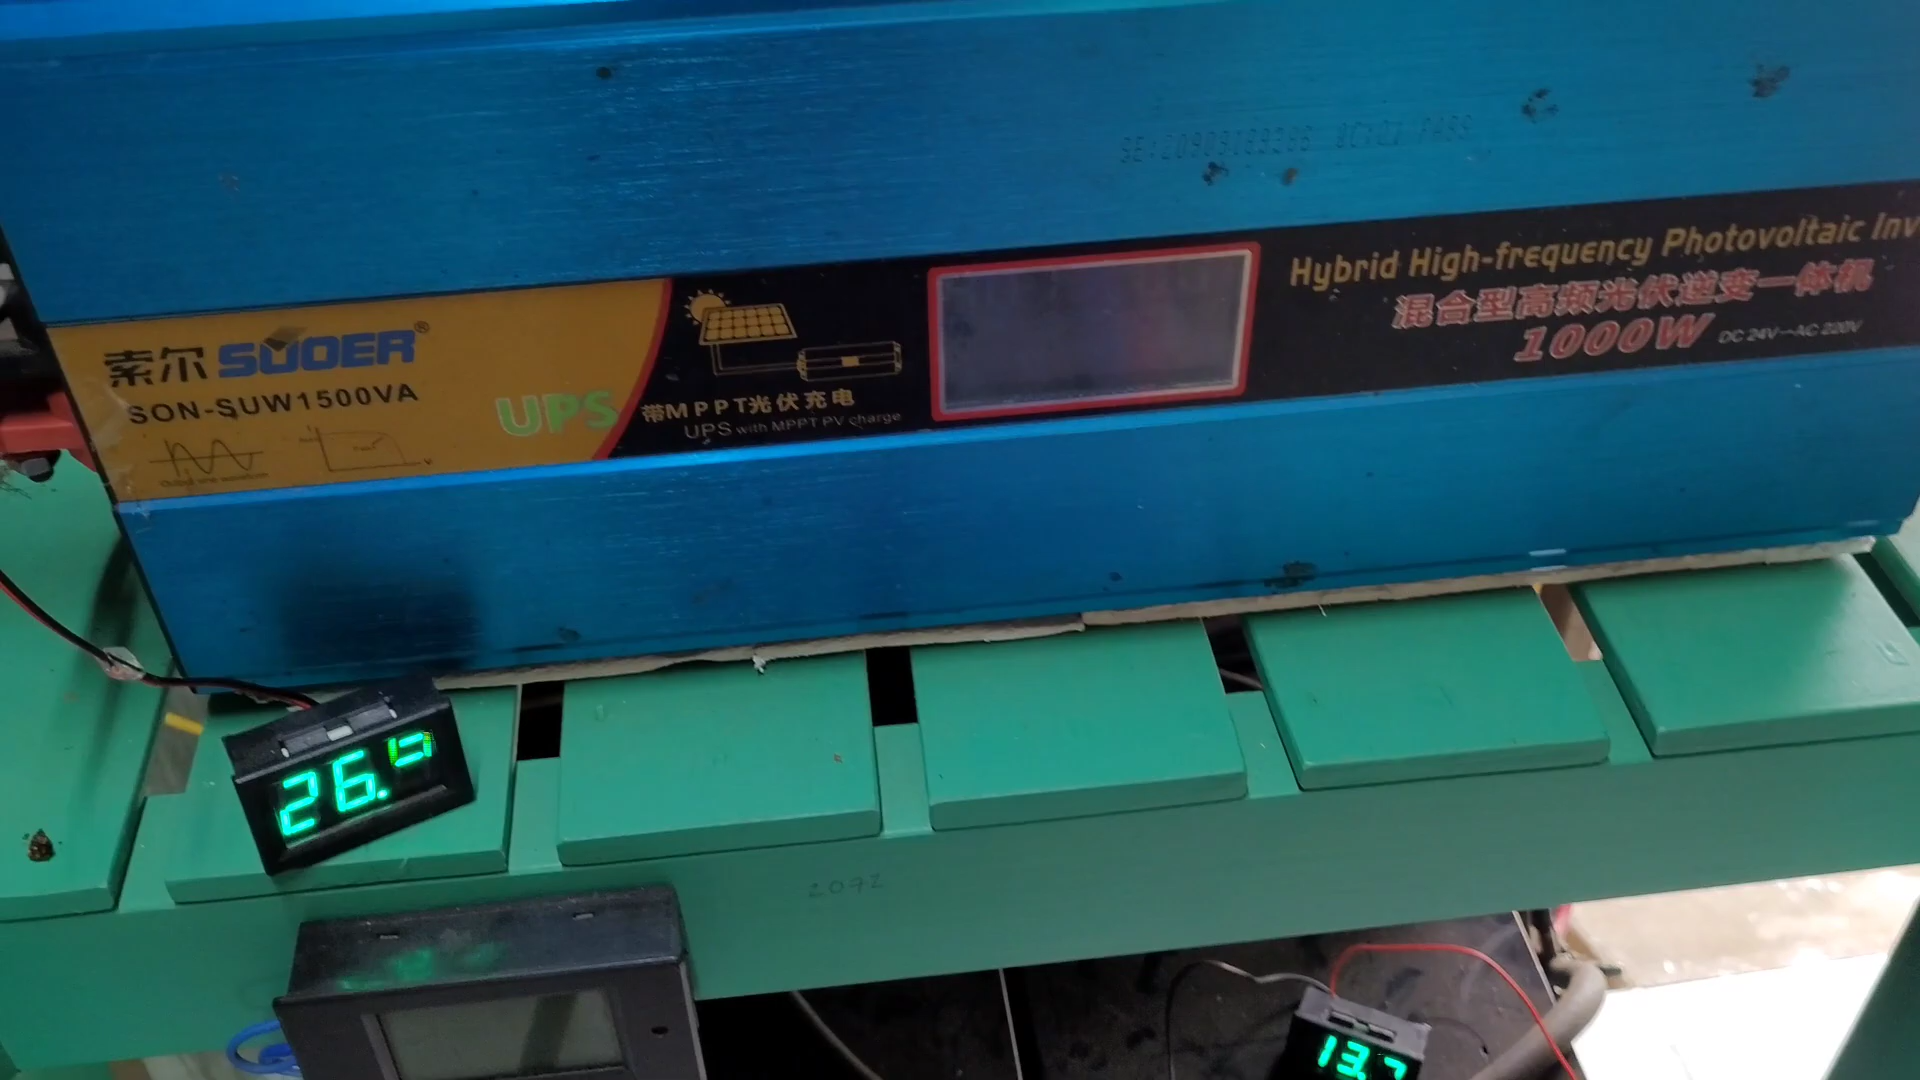 PASS
索尔 SUOER®
SON-SUW1500VA
UPS
带MPPT光伏充电
UPS with MPPT PV charge
Hybrid High-frequency Photovoltaic Inv
混合型高频光伏逆变一体机
1000W DC 24V—AC 220V
26.
2072
13.7